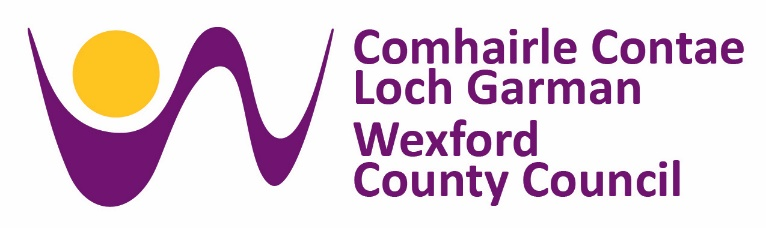 Comhairle Contae
Loch Garman
Wexford
County Council